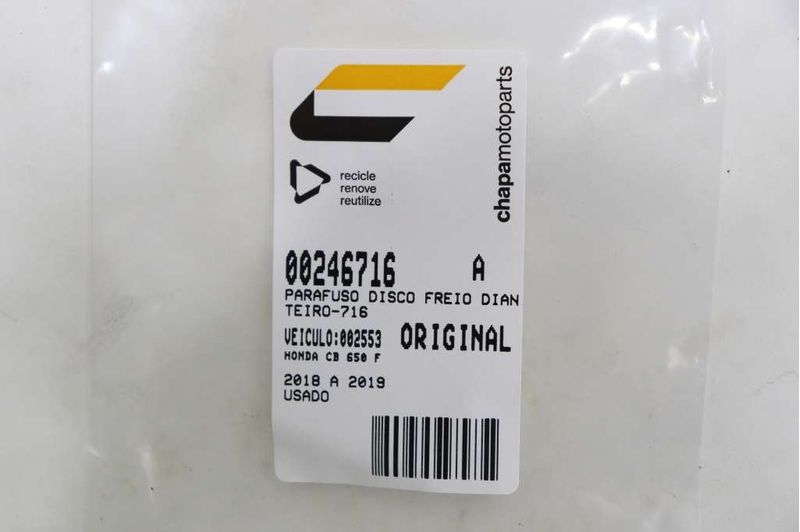 chapamotoparts
recicle
renove
reutilize
00246716 A
PARAFUSO DISCO FREIO DIAN
TEIRO-716
VEICULO:002553 ORIGINAL
HONDA CB 650 F
2018 A 2019
USADO